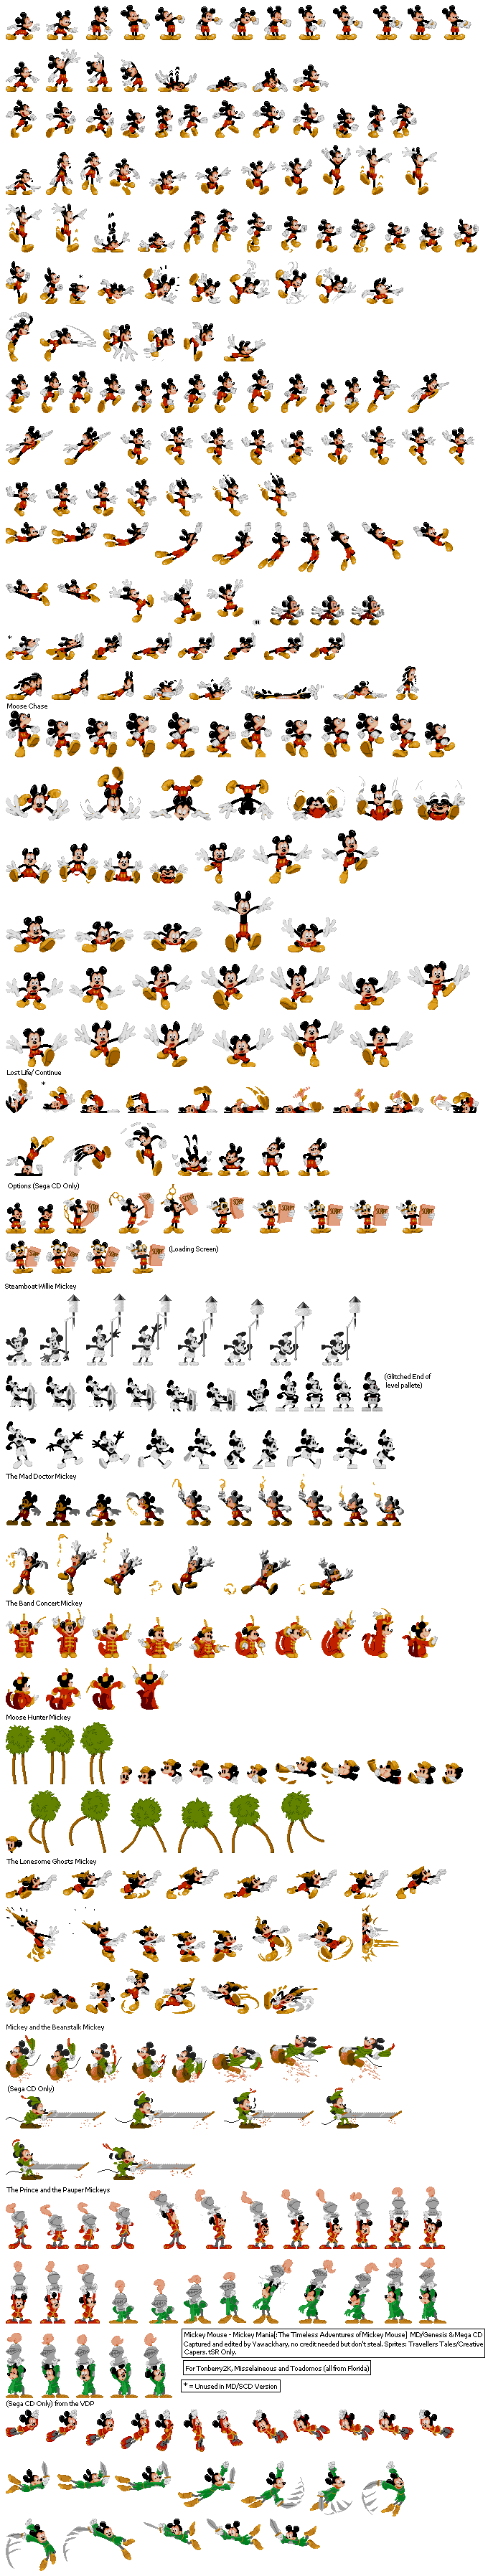 *
*
Moose Chase
Lost Life/ Continue
*
Options (Sega CD Only)
(Loading Screen)
Steamboat Willie Mickey
(Glitched End of
level pallete)
The Mad Doctor Mickey
The Band Concert Mickey
Moose Hunter Mickey
The Lonesome Ghosts Mickey
Mickey and the Beanstalk Mickey
(Sega CD Only)
The Prince and the Pauper Mickeys
Mickey Mouse - Mickey Mania[:The Timeless Adventures of Mickey Mouse] MD/Genesis & Mega CD
Captured and edited by Yawackhary, no credit needed but don't steal. Sprites: Travellers Tales/Creative
Capers. tSR Only.
For Tonberry2K, Misselaineous and Toadomos (all from Florida)
* = Unused in MD/SCD Version
(Sega CD Only) from the VDP